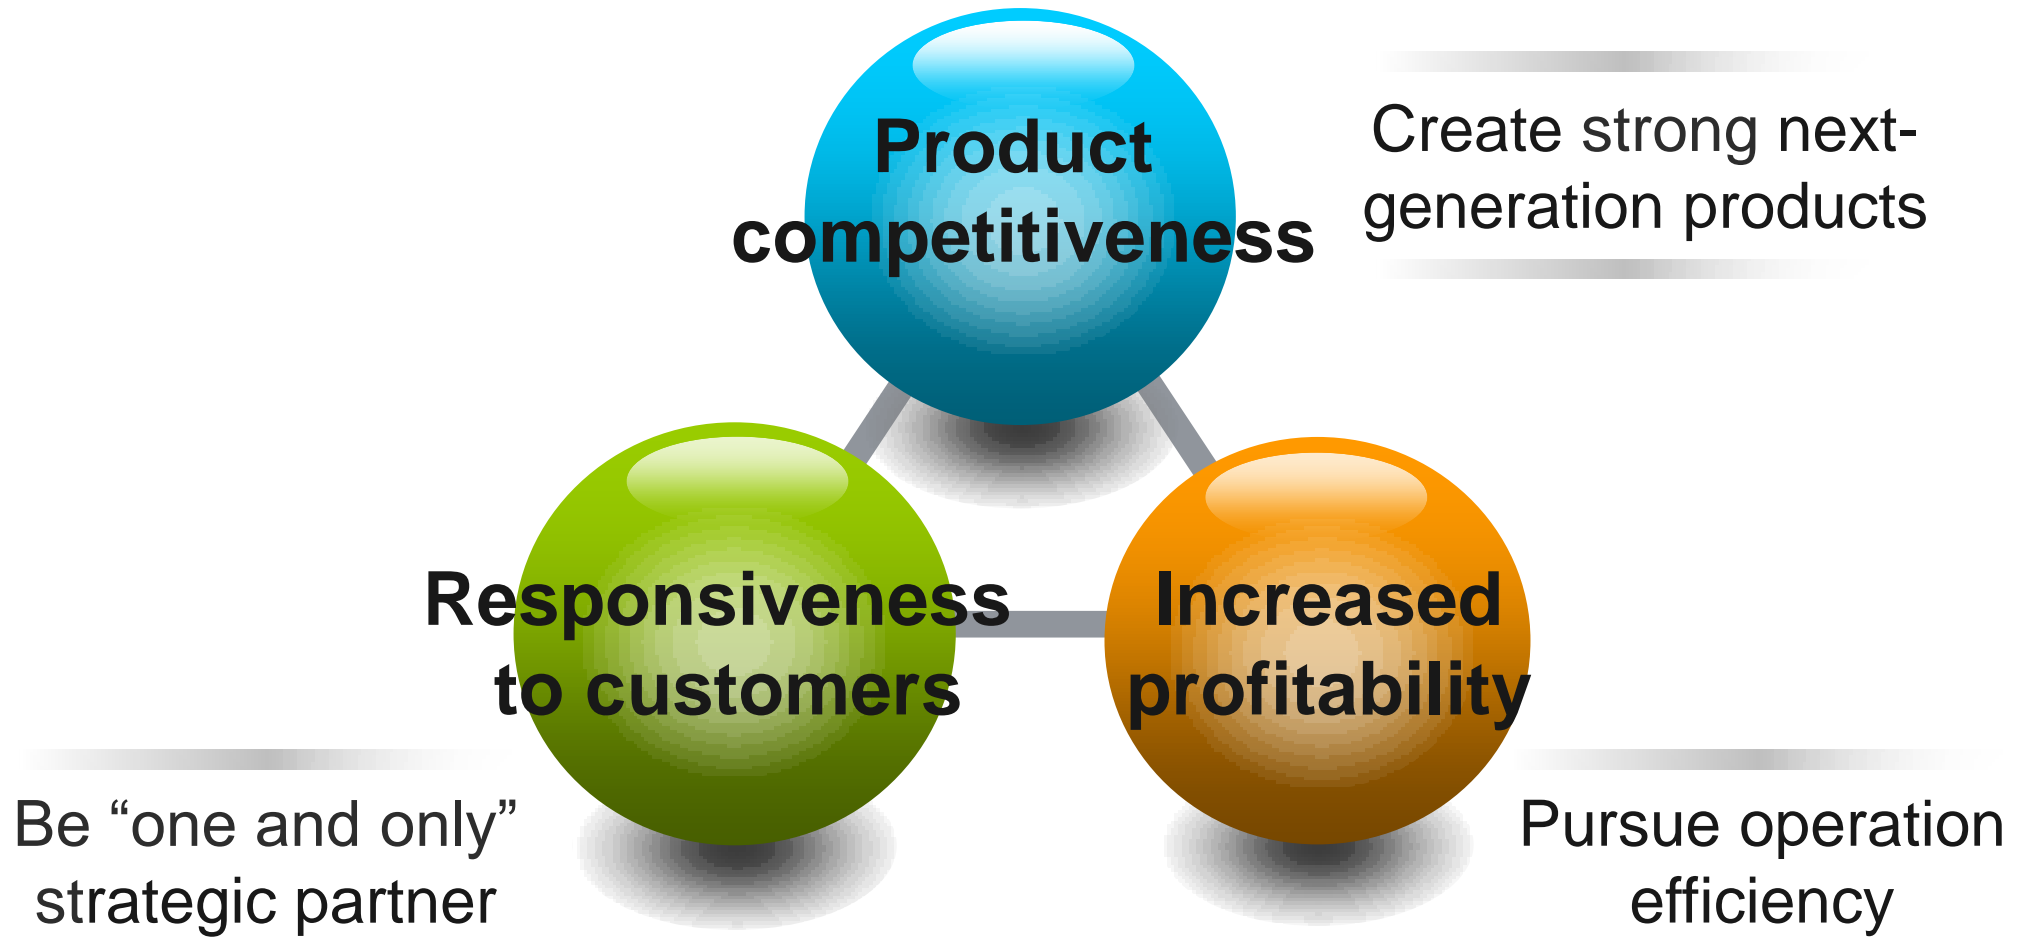 Product
competitiveness
Create strong next-
generation products
Responsiveness
to customers
Increased
profitability
Be “one and only”
strategic partner
Pursue operation
efficiency